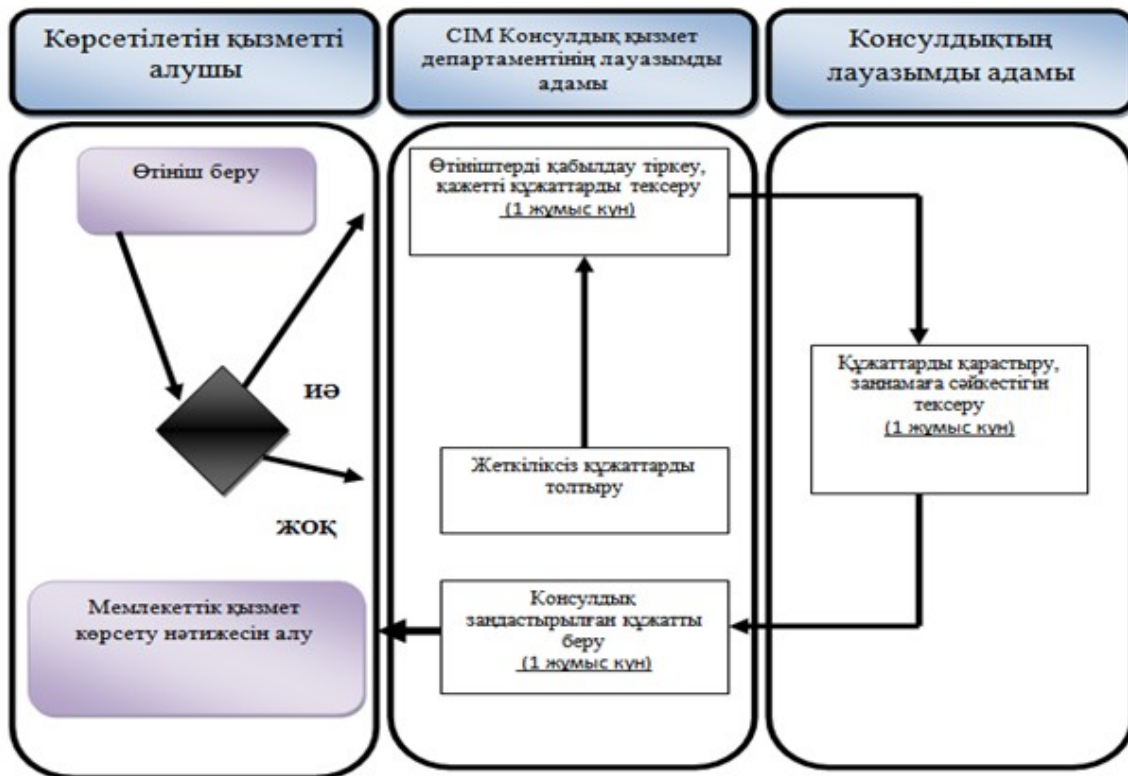 Көрсетілетін қызметті
алушы
СІМ Консулдық қызмет
департаментінің лауазымды
адамы
Консулдықтың
лауазымды адамы
Өтініш беру
ИӘ
ЖОҚ
Мемлекеттік қызмет
көрсету нәтижесін алу
Өтініштерді қабылдау тіркеу,
қажетті құжаттарды тексеру
(1 жұмыс күн)
Жеткіліксіз құжаттарды
толтыру
Консулдық
заңдастырылған құжатты
беру
(1 жұмыс күн)
Құжаттарды қарастыру,
заңнамаға сәйкестігін
тексеру
(1 жұмыс күн)